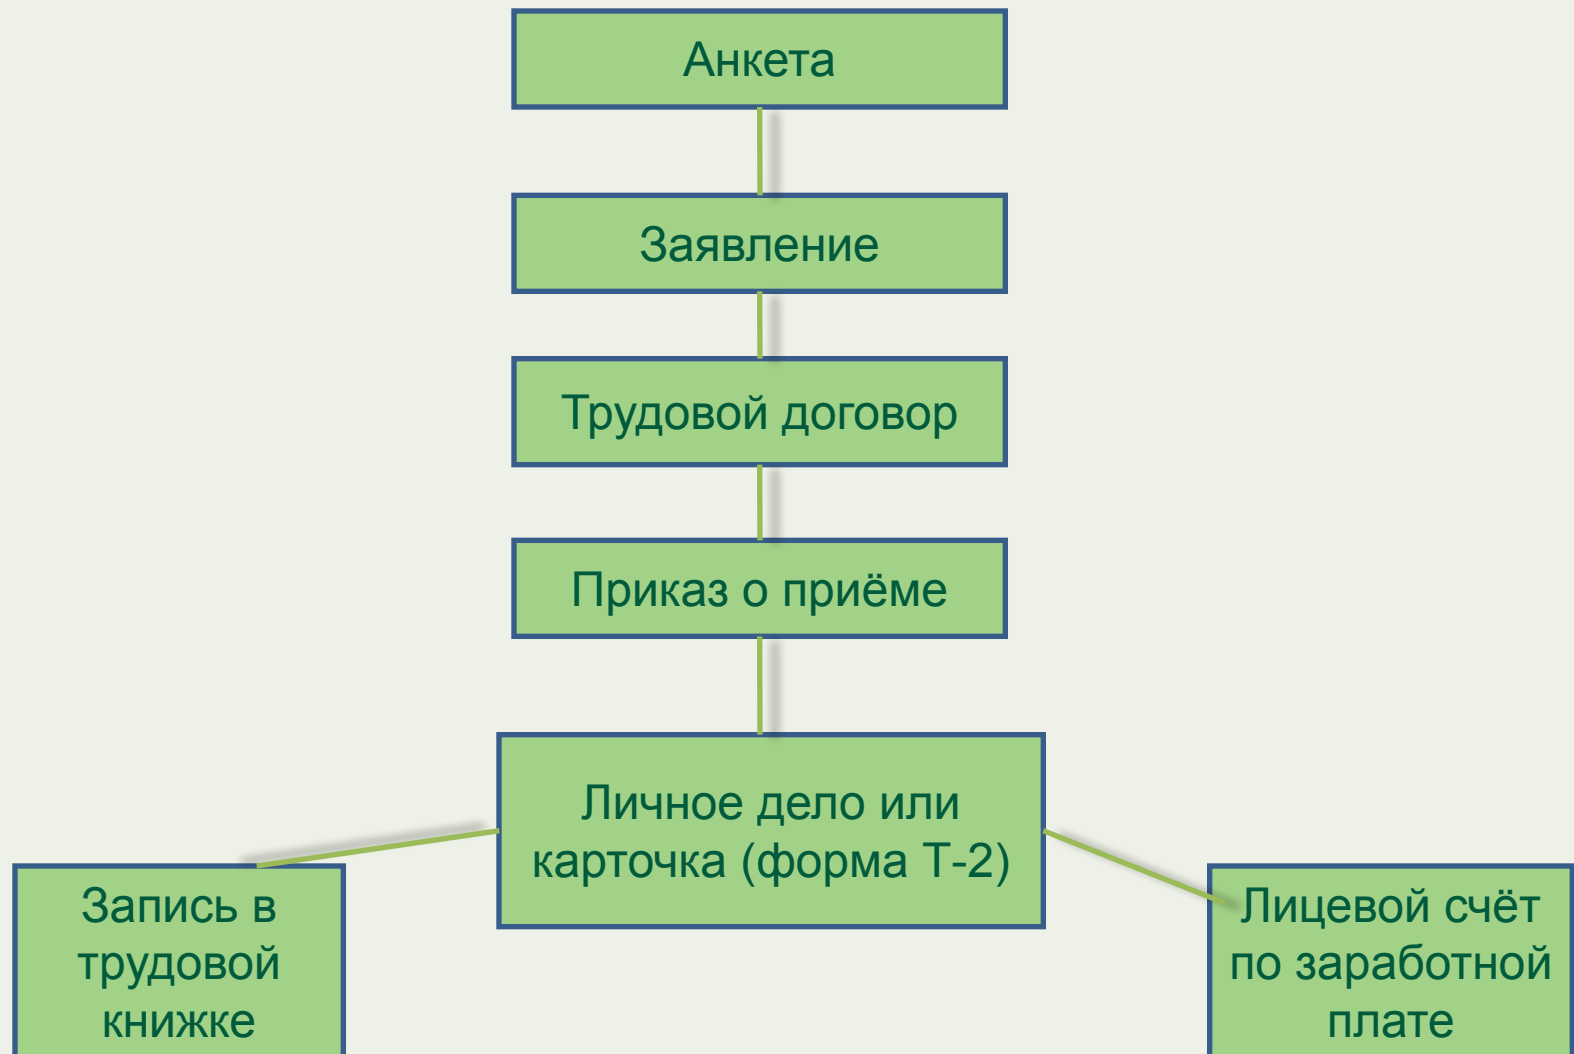 Анкета
Заявление
Трудовой договор
Приказ о приёме
Личное дело или
карточка (форма Т-2)
Запись в
трудовой
книжке
Лицевой счёт
по заработной
плате